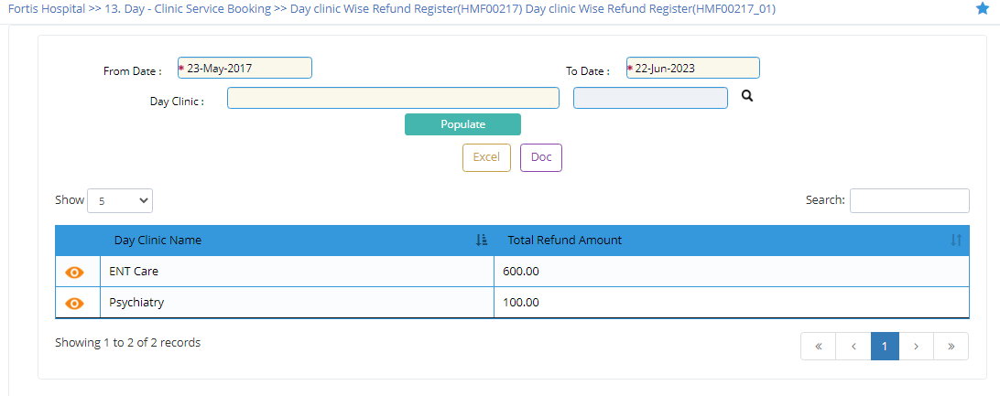 Fortis Hospital >> 13. Day - Clinic Service Booking >> Day clinic Wise Refund Register(HMF00217) Day clinic Wise Refund Register(HMF00217_01)
From Date : * 23-May-2017 To Date : * 22-Jun-2023
Day Clinic :
Populate
Excel Doc
Show 5 Search:
Day Clinic Name Total Refund Amount
ENT Care 600.00
Psychiatry 100.00
Showing 1 to 2 of 2 records « ‹ 1 › »